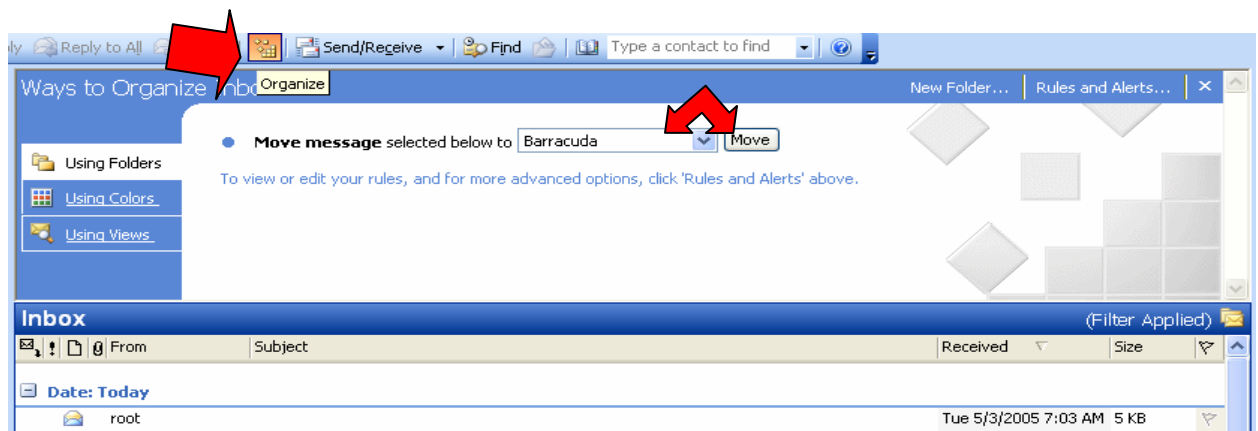 Reply to All Send/Receive Find Type a contact to find
Organize
Ways to Organize Inbox New Folder... Rules and Alerts...
Move message selected below to Barracuda Move
Using Folders
To view or edit your rules, and for more advanced options, click 'Rules and Alerts' above.
Using Colors
Using Views
Inbox (Filter Applied)
From Subject Received Size
Date: Today
root Tue 5/3/2005 7:03 AM 5 KB